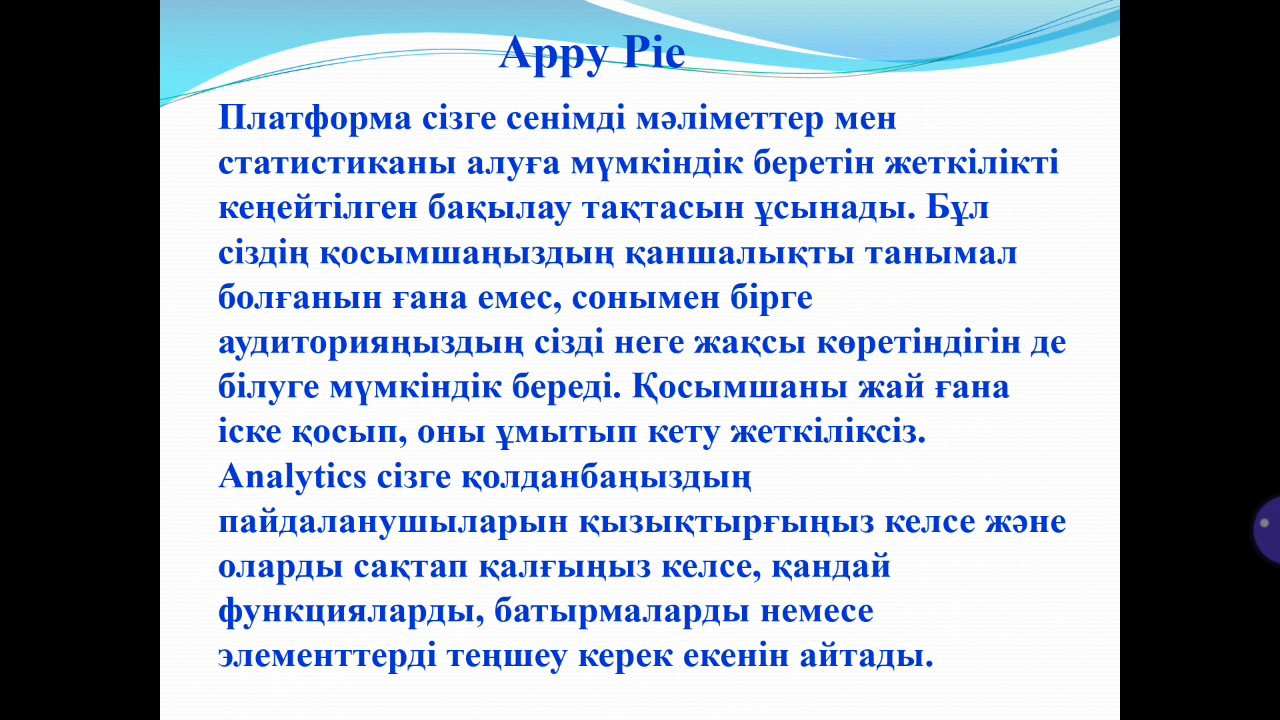 Appy Pie
Платформа сізге сенімді мәліметтер мен
статистиканы алуға мүмкіндік беретін жеткілікті
кеңейтілген бақылау тақтасын ұсынады. Бұл
сіздің қосымшаңыздың қаншалықты танымал
болғанын ғана емес, сонымен бірге
аудиторияңыздың сізді неге жақсы көретіндігін де
білуге мүмкіндік береді. Қосымшаны жай ғана
іске қосып, оны ұмытып кету жеткіліксіз.
Analytics сізге қолданбаңыздың
пайдаланушыларын қызықтырғыңыз келсе және
оларды сақтап қалғыңыз келсе, қандай
функцияларды, батырмаларды немесе
элементтерді теңшеу керек екенін айтады.